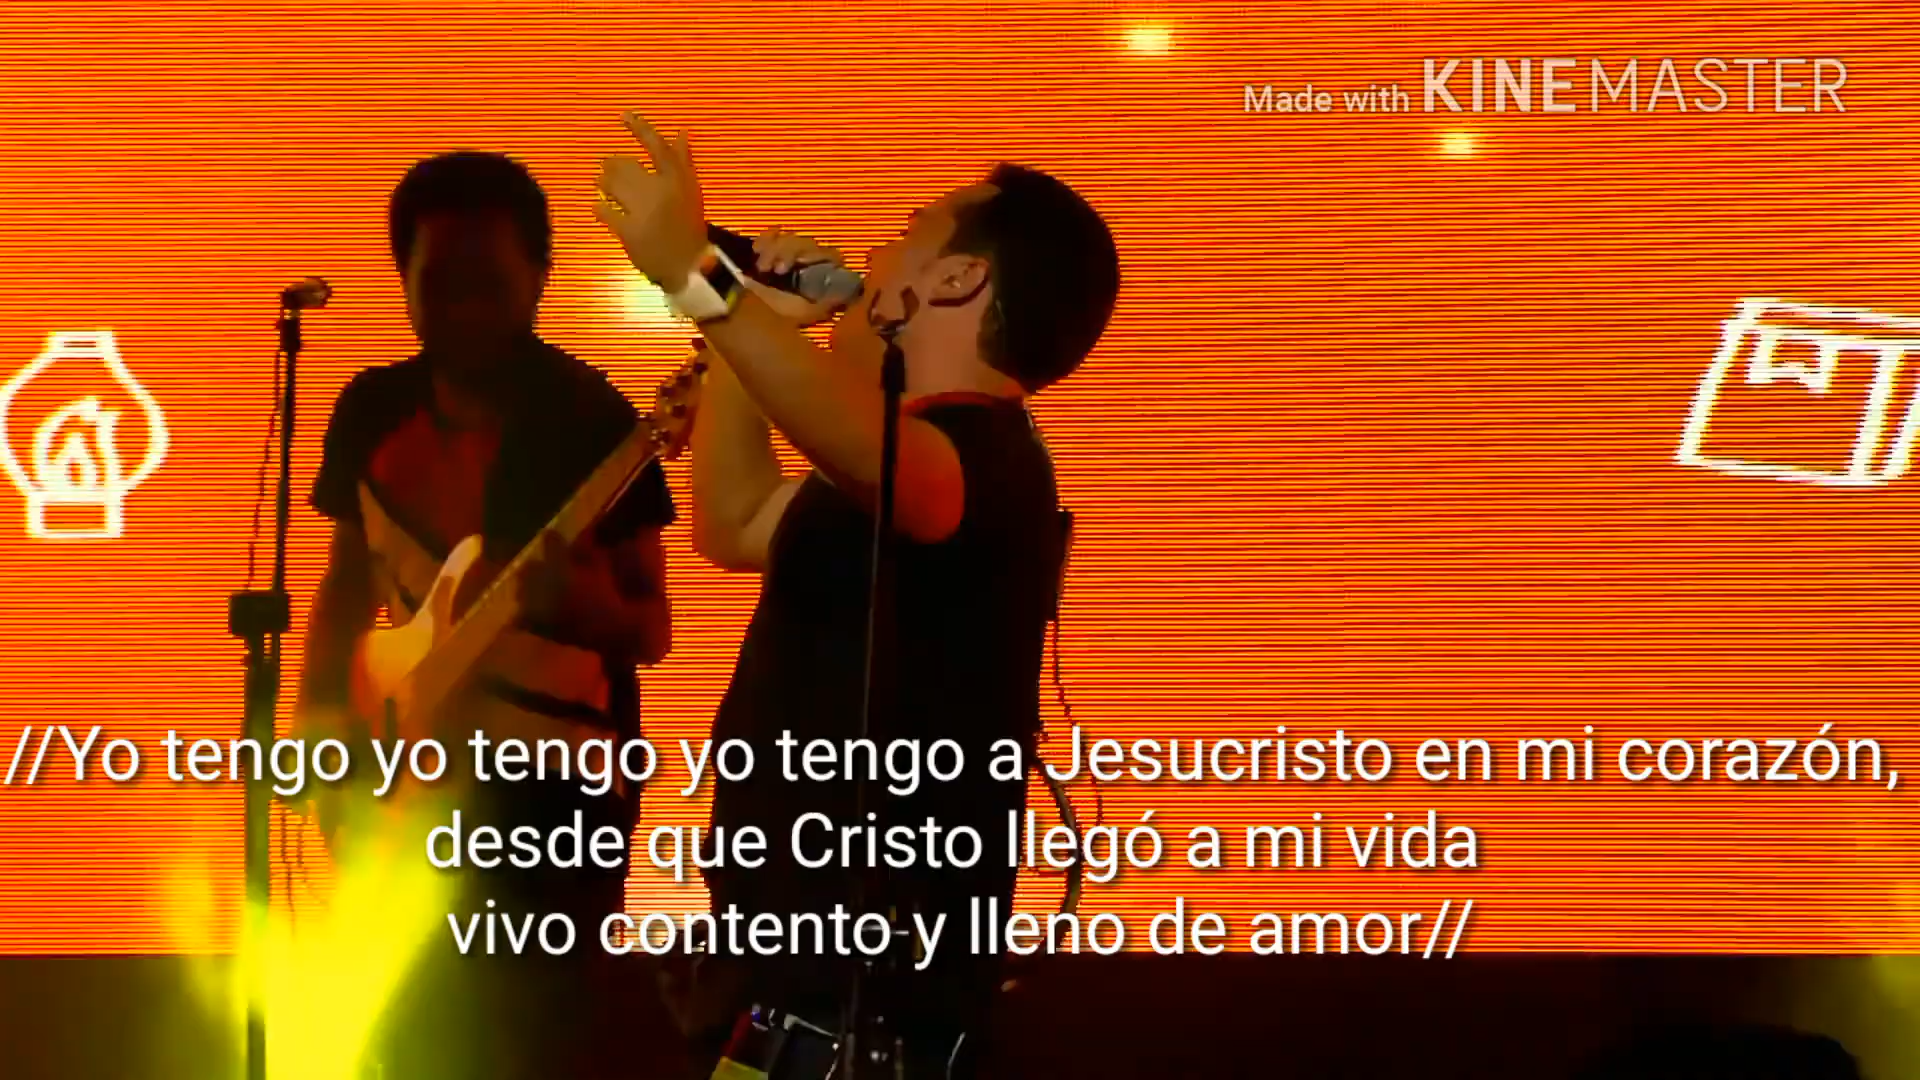 Made with KINEMASTER
//Yo tengo yo tengo yo tengo a Jesucristo en mi corazón,
desde que Cristo llegó a mi vida
vivo contento y lleno de amor//